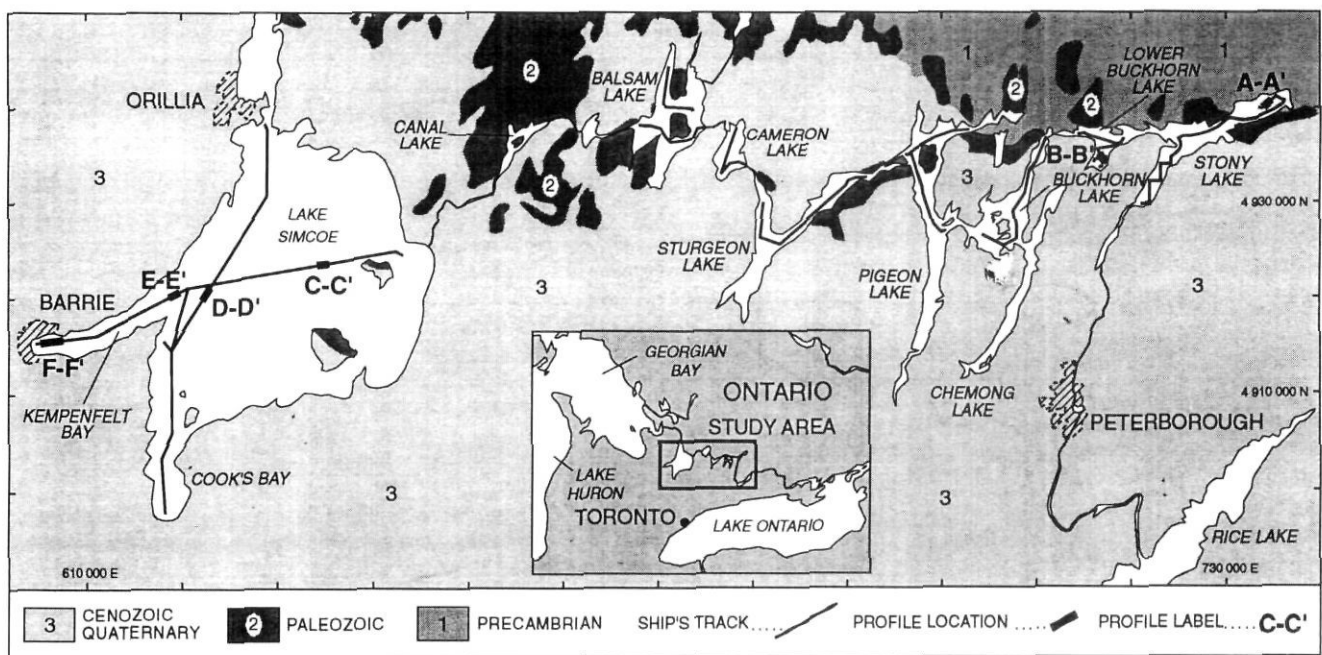 1
2
1
LOWER
BUCKHORN
LAKE
A-A'
2
BALSAM
LAKE
2
ORILLIA
CANAL
LAKE
CAMERON
LAKE
B-B'
BUCKHORN
LAKE
STONY
LAKE
3
2
3
4 930 000 N
LAKE
SIMCOE
STURGEON
LAKE
PIGEON
LAKE
E-E'
C-C'
BARRIE
D-D'
3
3
F-F'
KEMPENFELT
BAY
GEORGIAN
BAY
ONTARIO
STUDY AREA
CHEMONG
LAKE
4 910 000 N
PETERBOROUGH
COOK'S BAY
3
LAKE
HURON
TORONTO
LAKE ONTARIO
3
RICE LAKE
610 000 E
730 000 E
3 CENOZOIC
QUATERNARY
2 PALEOZOIC
1 PRECAMBRIAN
SHIP'S TRACK.....
PROFILE LOCATION.....
PROFILE LABEL.....C-C'